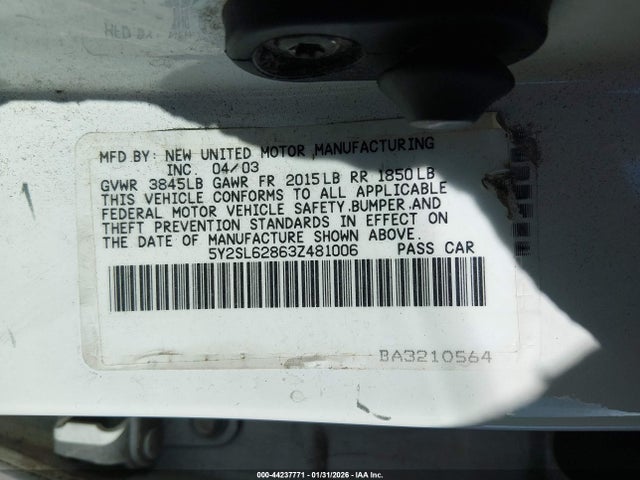 MFD BY: NEW UNITED MOTOR ,MANUFACTURING
INC. 04/03
GVWR 3845LB GAWR FR 2015LB RR 1850LB
THIS VEHICLE CONFORMS TO ALL APPLICABLE
FEDERAL MOTOR VEHICLE SAFETY.BUMPER.AND
THEFT PREVENTION STANDARDS IN EFFECT ON
THE DATE OF MANUFACTURE SHOWN ABOVE.
5Y2SL62863Z481006 PASS CAR
BA3210564
000-44237771 - 01/31/2026 - IAA Inc.